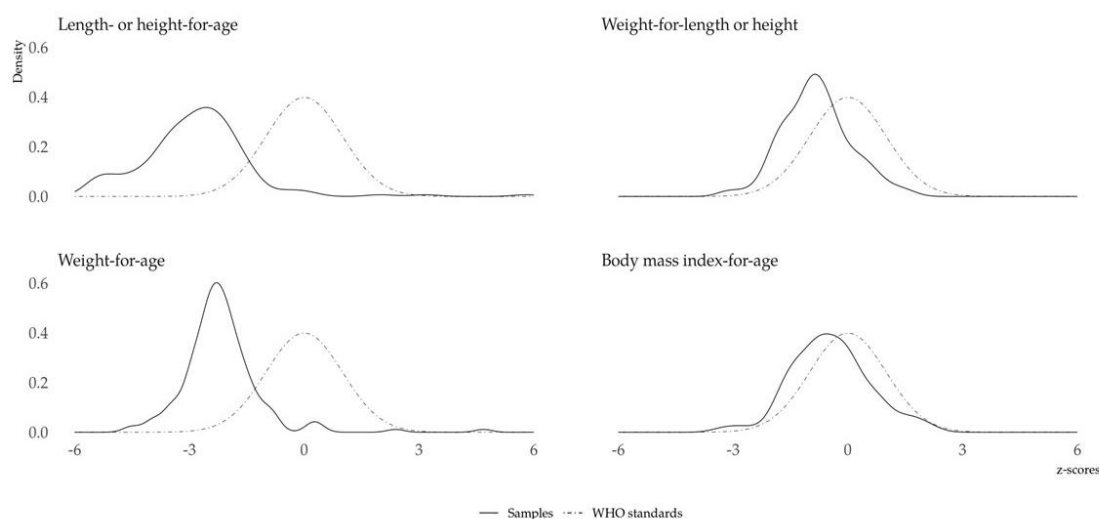 Length- or height-for-age
Weight-for-length or height
Density
0.6
0.4
0.2
0.0
Weight-for-age
Body mass index-for-age
0.6
0.4
0.2
0.0
-6 -3 0 3 6
-6 -3 0 3 6
z-scores
Samples WHO standards